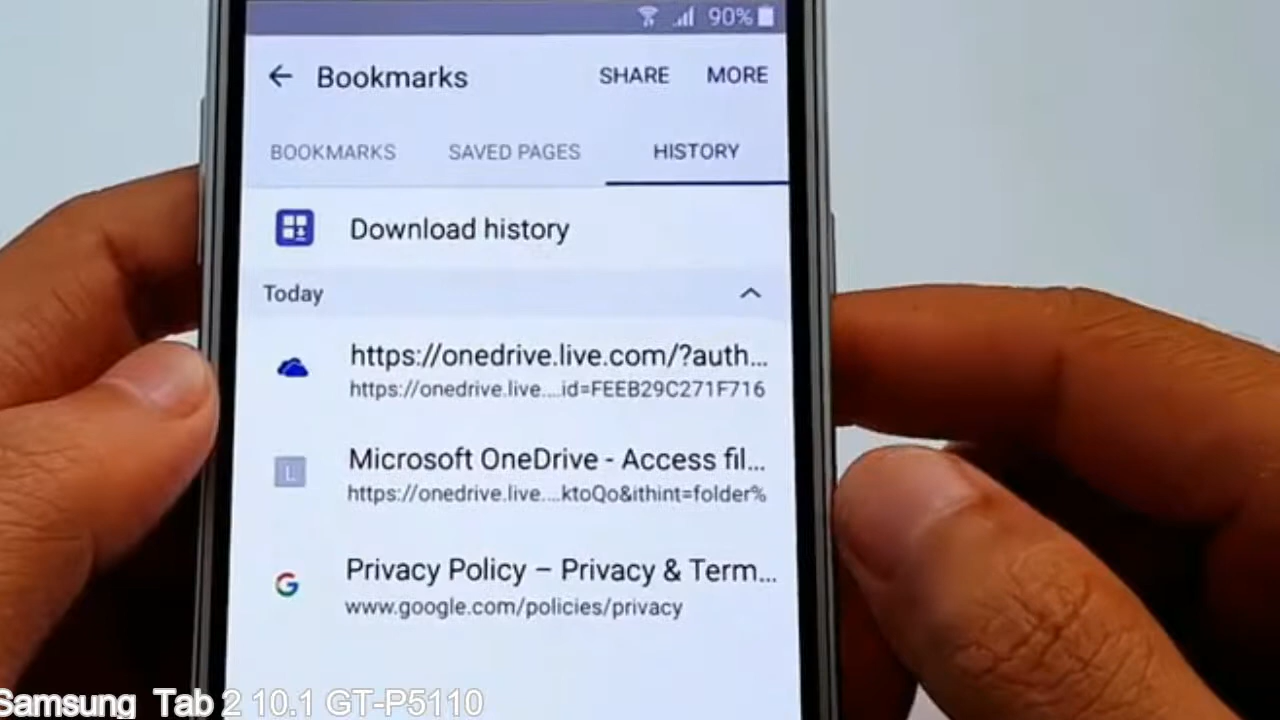 90%
Bookmarks SHARE MORE
BOOKMARKS SAVED PAGES HISTORY
Download history
Today
https://onedrive.live.com/?auth...
https://onedrive.live....id=FEEB29C271F716
L
Microsoft OneDrive - Access fil...
https://onedrive.live....ktoQo&ithint=folder%
G
Privacy Policy – Privacy & Term...
www.google.com/policies/privacy
Samsung Tab 2 10.1 GT-P5110